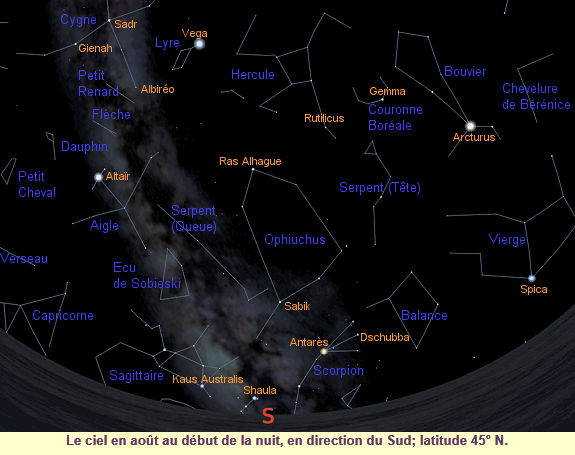 Cygne
Sadr
Gienah
Lyre
Vega
Petit
Renard
Albiréo
Flèche
Hercule
Rutilicus
Gemma
Couronne
Boréale
Bouvier
Arcturus
Chevelure
de Bérénice
Dauphin
Petit
Cheval
Altaïr
Aigle
Ras Alhague
Serpent
(Queue)
Serpent (Tête)
Ophiuchus
Vierge
Spica
Verseau
Ecu
de Sobieski
Sabik
Capricorne
Balance
Antarès
Dschubba
Scorpion
Sagittaire
Kaus Australis
Shaula
S
Le ciel en août au début de la nuit, en direction du Sud; latitude 45° N.